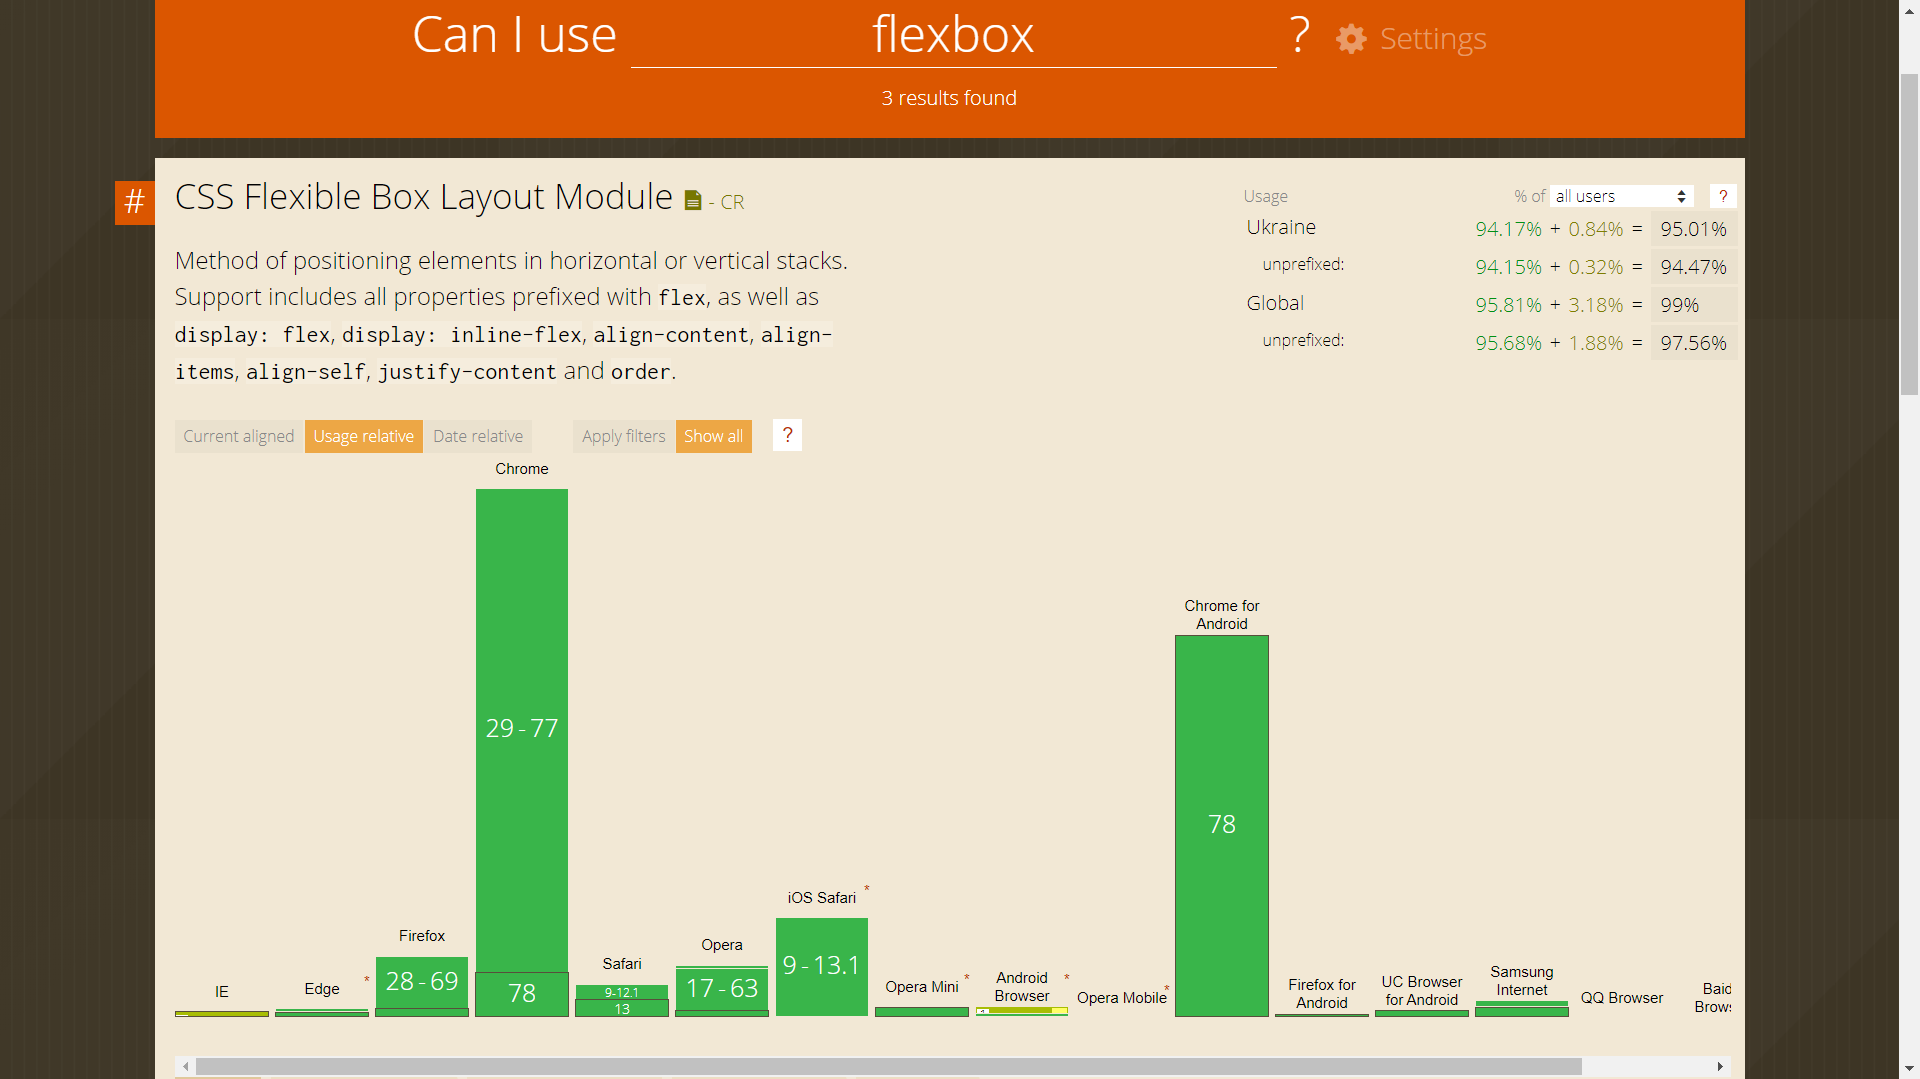 Can I use flexbox ? Settings
3 results found
# CSS Flexible Box Layout Module - CR
Usage % of all users ?
Ukraine 94.17% + 0.84% = 95.01%
unprefixed: 94.15% + 0.32% = 94.47%
Global 95.81% + 3.18% = 99%
unprefixed: 95.68% + 1.88% = 97.56%
Method of positioning elements in horizontal or vertical stacks.
Support includes all properties prefixed with flex, as well as
display: flex, display: inline-flex, align-content, align-
items, align-self, justify-content and order.
Current aligned Usage relative Date relative Apply filters Show all ?
IE
Edge *
Firefox
28 - 69
Chrome
29 - 77
78
Safari
9-12.1
13
Opera
17 - 63
iOS Safari *
9 - 13.1
Opera Mini *
Android *
Browser
Opera Mobile *
Chrome for
Android
78
Firefox for
Android
UC Browser
for Android
Samsung
Internet
QQ Browser
Baid